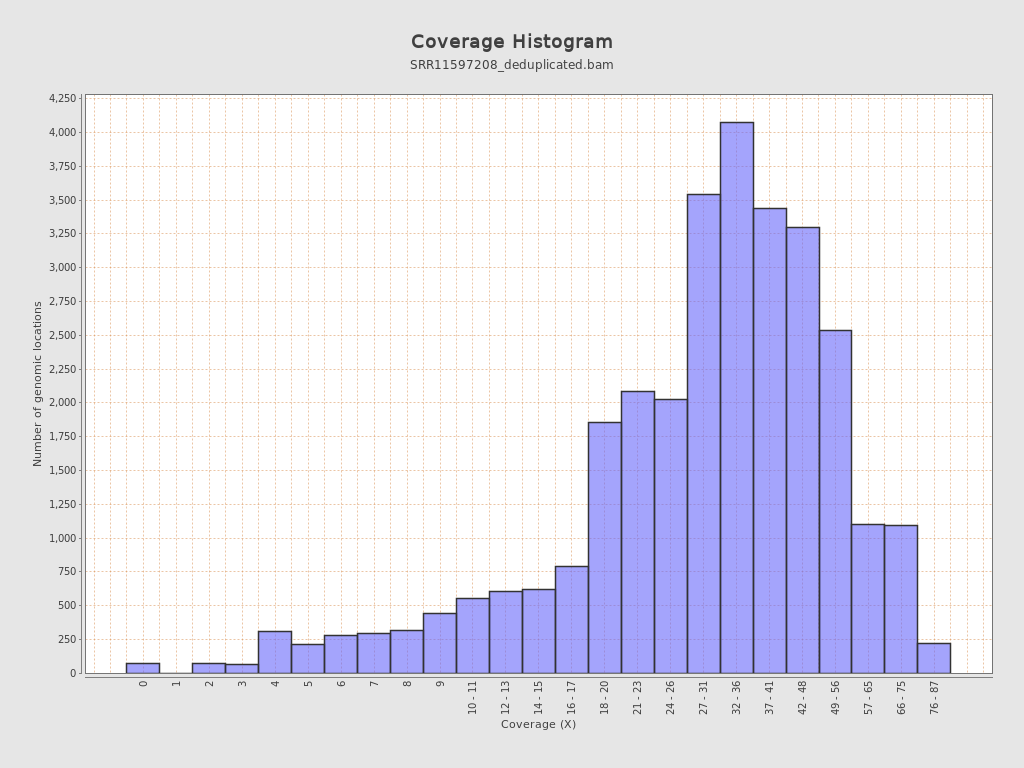 Coverage Histogram
SRR11597208_deduplicated.bam
Number of genomic locations
4,250
4,000
3,750
3,500
3,250
3,000
2,750
2,500
2,250
2,000
1,750
1,500
1,250
1,000
750
500
250
0
0
1
2
3
4
5
6
7
8
9
10 - 11
12 - 13
14 - 15
16 - 17
18 - 20
21 - 23
24 - 26
27 - 31
32 - 36
37 - 41
42 - 48
49 - 56
57 - 65
66 - 75
76 - 87
Coverage (X)